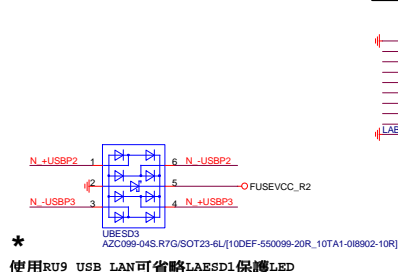 LAB
N_+USBP2 1 6 N_-USBP2
2 5 FUSEVCC_R2
N_-USBP3 3 4 N_+USBP3
UBESD3
AZC099-04S.R7G/SOT23-6L/[10DEF-550099-20R_10TA1-0I8902-10R]
*
使用RU9 USB LAN可省略LAESD1保護LED